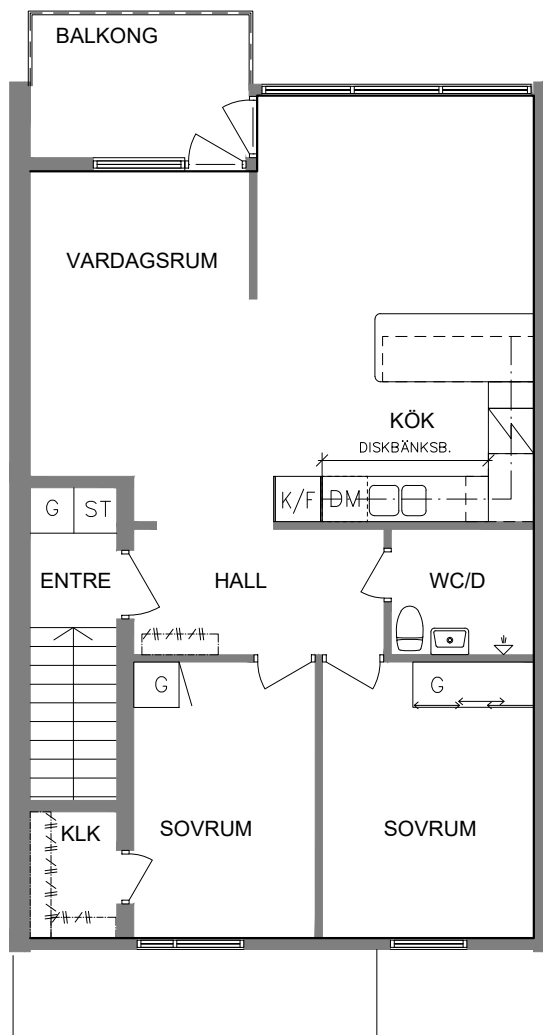 BALKONG
VARDAGSRUM
KÖK
DISKBÄNKSB.
K/F
DM
G
ST
ENTRE
HALL
WC/D
G
G
KLK
SOVRUM
SOVRUM